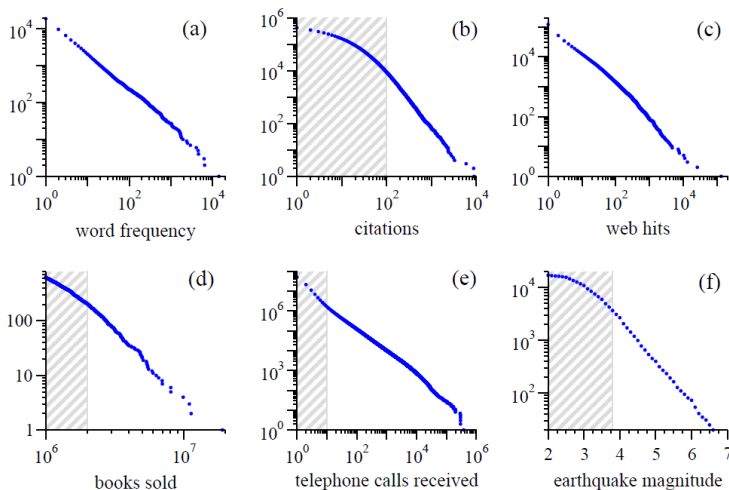 (a)
10^4
10^2
10^0
10^0 10^2 10^4
word frequency
(b)
10^6
10^4
10^2
10^0
10^0 10^2 10^4
citations
(c)
10^4
10^2
10^0
10^0 10^2 10^4
web hits
(d)
100
10
1
10^6 10^7
books sold
(e)
10^6
10^3
10^0
10^0 10^2 10^4 10^6
telephone calls received
(f)
10^4
10^3
10^2
2 3 4 5 6 7
earthquake magnitude